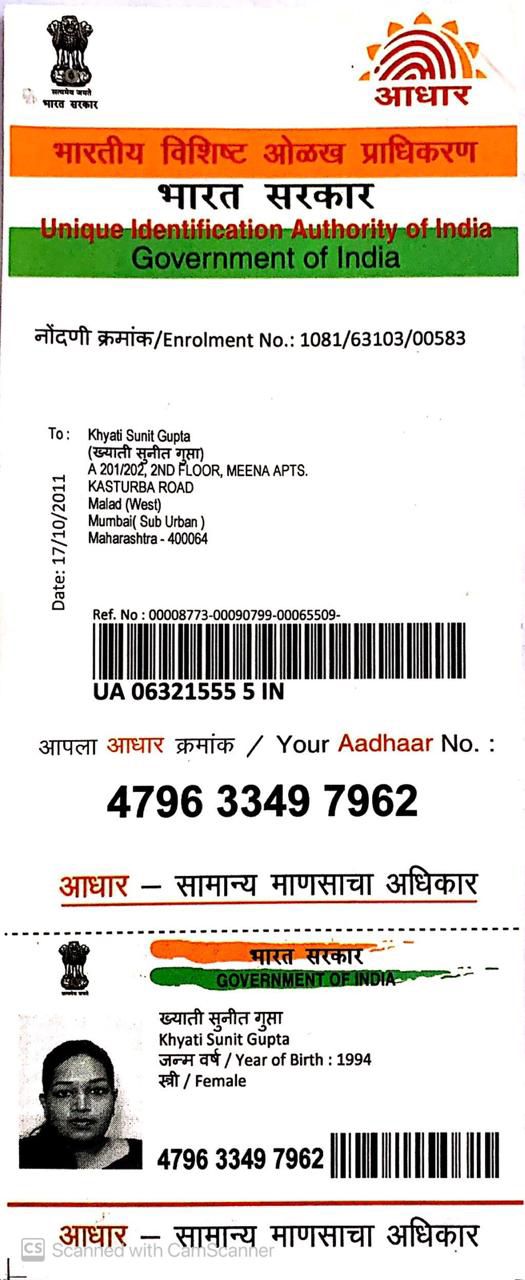 सत्यमेव जयते
भारत सरकार
आधार
भारतीय विशिष्ट ओळख प्राधिकरण
भारत सरकार
Unique Identification Authority of India
Government of India
नोंदणी क्रमांक/Enrolment No.: 1081/63103/00583
To :
Khyati Sunit Gupta
(ख्याती सुनीत गुप्ता)
A 201/202, 2ND FLOOR, MEENA APTS.
KASTURBA ROAD
Malad (West)
Mumbai( Sub Urban )
Maharashtra - 400064
Date: 17/10/2011
Ref. No : 00008773-00090799-00065509-
UA 06321555 5 IN
आपला आधार क्रमांक / Your Aadhaar No. :
4796 3349 7962
आधार – सामान्य माणसाचा अधिकार
सत्यमेव जयते
भारत सरकार
GOVERNMENT OF INDIA
ख्याती सुनीत गुप्ता
Khyati Sunit Gupta
जन्म वर्ष / Year of Birth : 1994
स्त्री / Female
4796 3349 7962
आधार – सामान्य माणसाचा अधिकार
CS Scanned with CamScanner